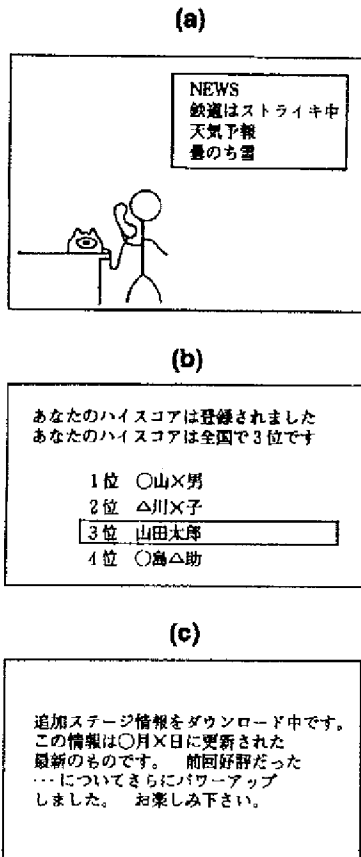 (a)
NEWS
鉄道はストライキ中
天気予報
曇のち雪
(b)
あなたのハイスコアは登録されました
あなたのハイスコアは全国で3位です
1位 ○山×男
2位 △川×子
3位 山田太郎
4位 ○島△助
(c)
追加ステージ情報をダウンロード中です。
この情報は○月×日に更新された
最新のものです。 前回好評だった
…についてさらにパワーアップ
しました。 お楽しみ下さい。